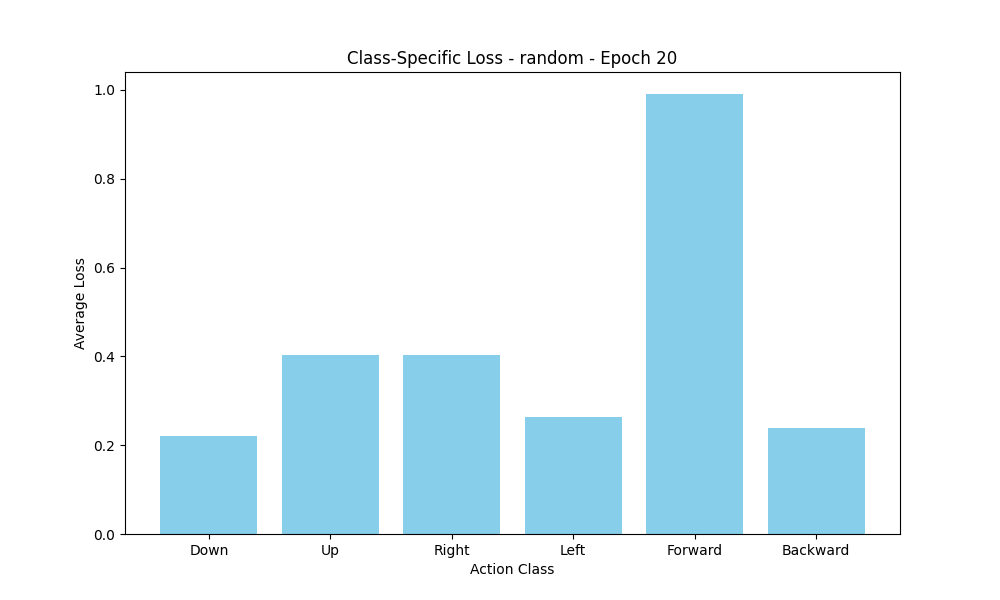 Class-Specific Loss - random - Epoch 20
1.0
0.8
0.6
0.4
0.2
0.0
Average Loss
Down Up Right Left Forward Backward
Action Class